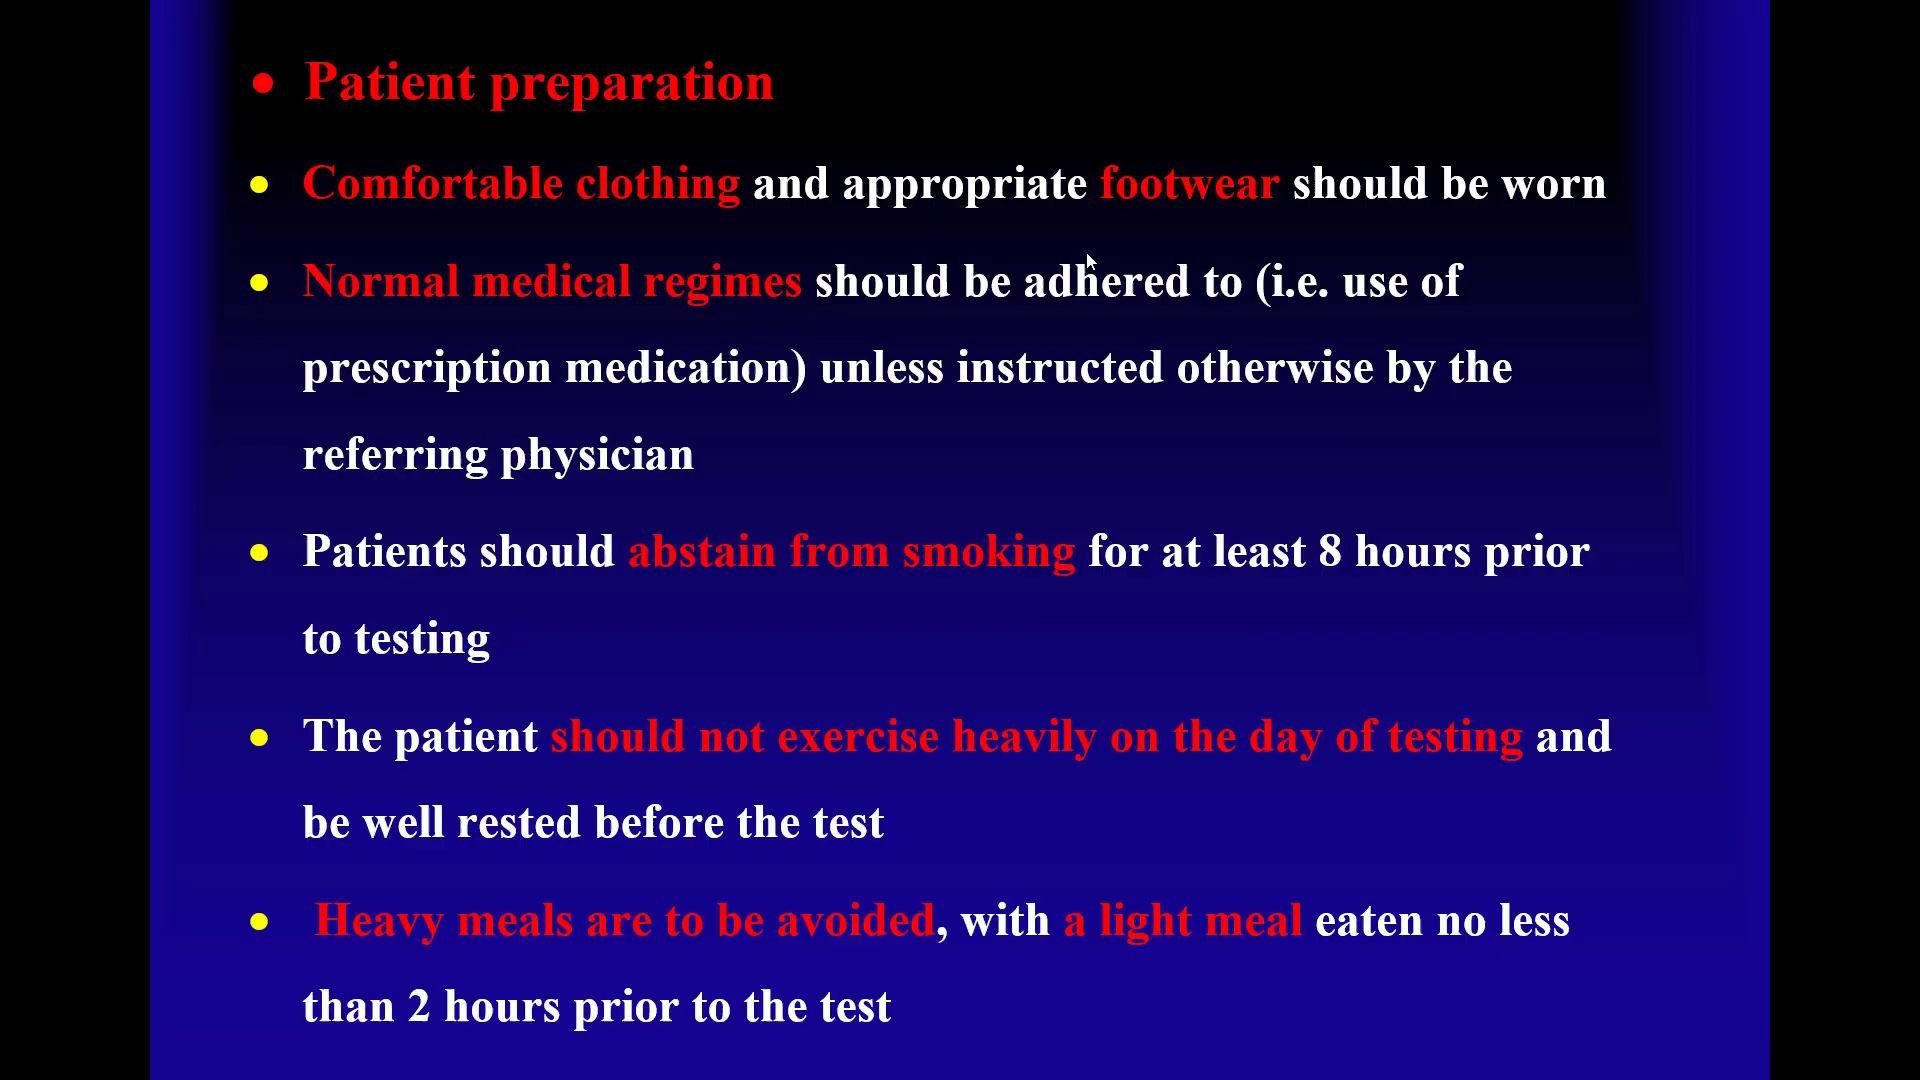 • Patient preparation
• Comfortable clothing and appropriate footwear should be worn
• Normal medical regimes should be adhered to (i.e. use of
prescription medication) unless instructed otherwise by the
referring physician
• Patients should abstain from smoking for at least 8 hours prior
to testing
• The patient should not exercise heavily on the day of testing and
be well rested before the test
• Heavy meals are to be avoided, with a light meal eaten no less
than 2 hours prior to the test